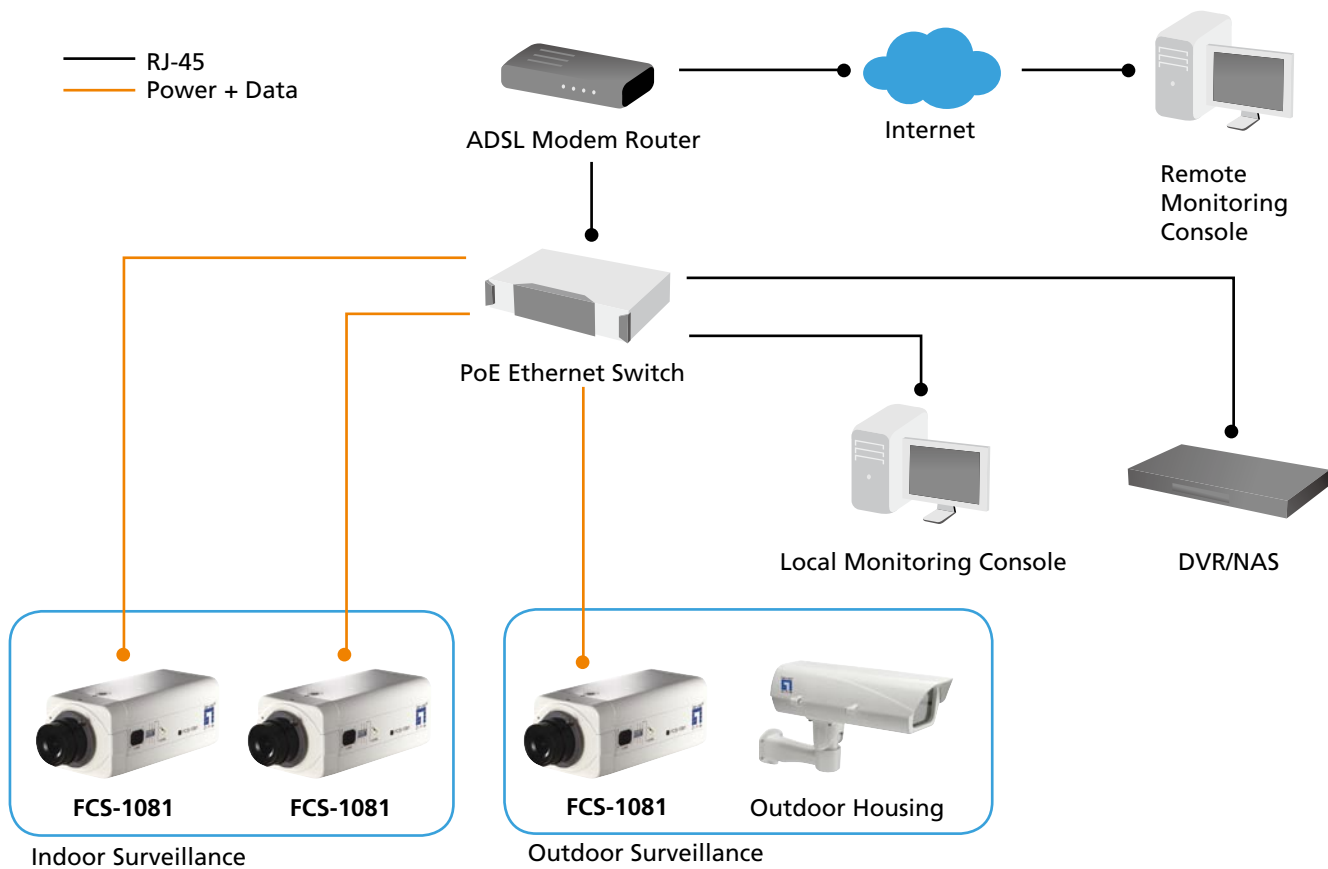 RJ-45
Power + Data
ADSL Modem Router
Internet
Remote
Monitoring
Console
PoE Ethernet Switch
Local Monitoring Console
DVR/NAS
FCS-1081
FCS-1081
FCS-1081
Outdoor Housing
Indoor Surveillance
Outdoor Surveillance